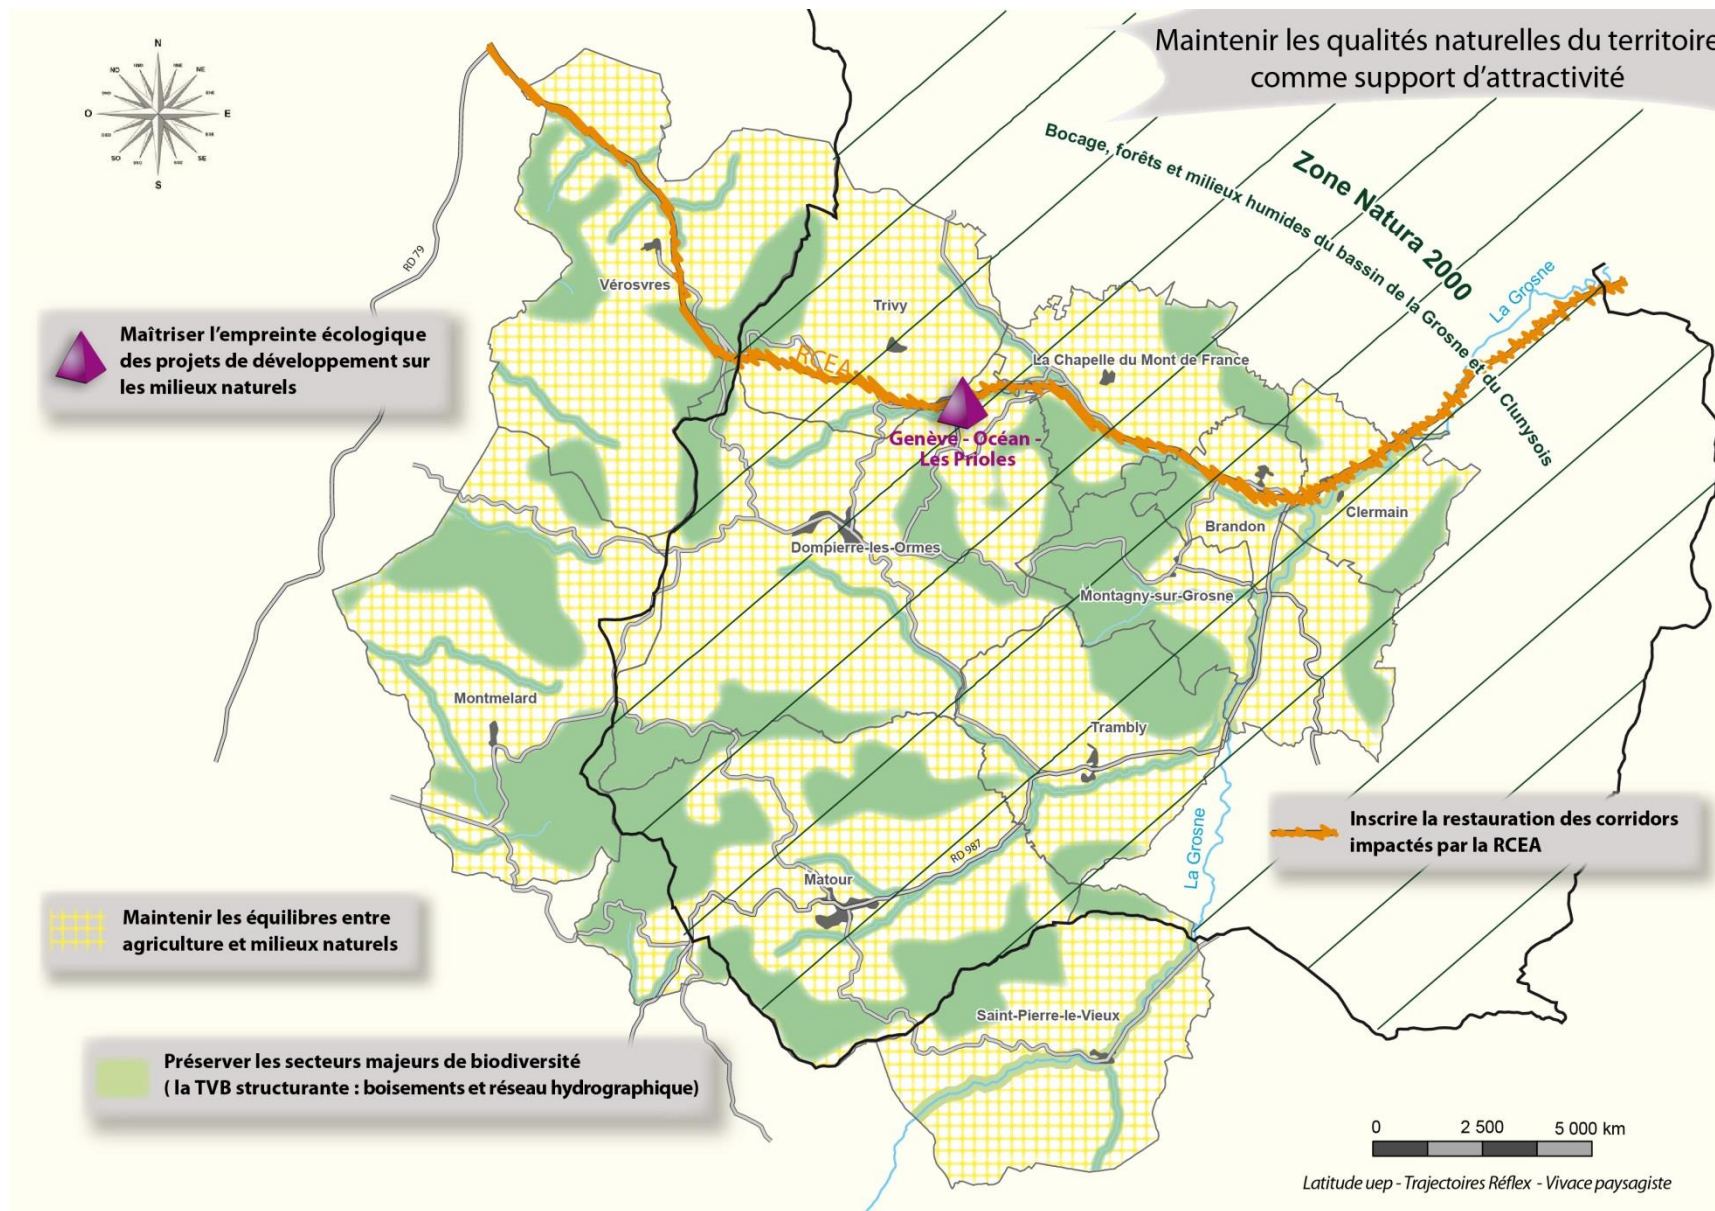 Maintenir les qualités naturelles du territoire
comme support d'attractivité
N
NO
NE
O
E
SO
SE
S
Bocage, forêts et milieux humides du bassin de la Grosne et du Clunysois
Zone Natura 2000
RD 79
Vérosvres
Trivy
La Grosne
Maîtriser l'empreinte écologique
des projets de développement sur
les milieux naturels
RCEA
La Chapelle du Mont de France
Genève - Océan -
Les Prioles
Dompierre-les-Ormes
Brandon
Clermain
Montagny-sur-Grosne
Montmelard
Trambly
Inscrire la restauration des corridors
impactés par la RCEA
RD 987
La Grosne
Matour
Maintenir les équilibres entre
agriculture et milieux naturels
Saint-Pierre-le-Vieux
Préserver les secteurs majeurs de biodiversité
( la TVB structurante : boisements et réseau hydrographique)
0 2 500 5 000 km
Latitude uep - Trajectoires Réflex - Vivace paysagiste